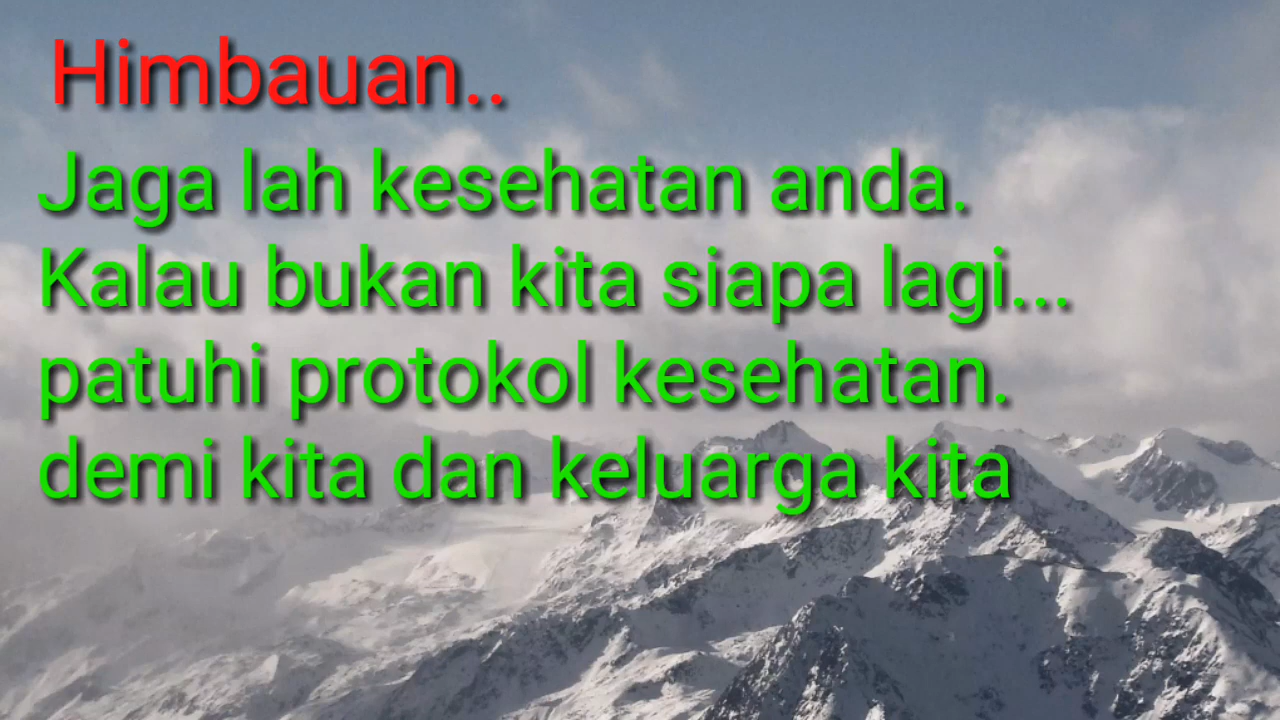 Himbauan..
Jaga lah kesehatan anda.
Kalau bukan kita siapa lagi...
patuhi protokol kesehatan.
demi kita dan keluarga kita